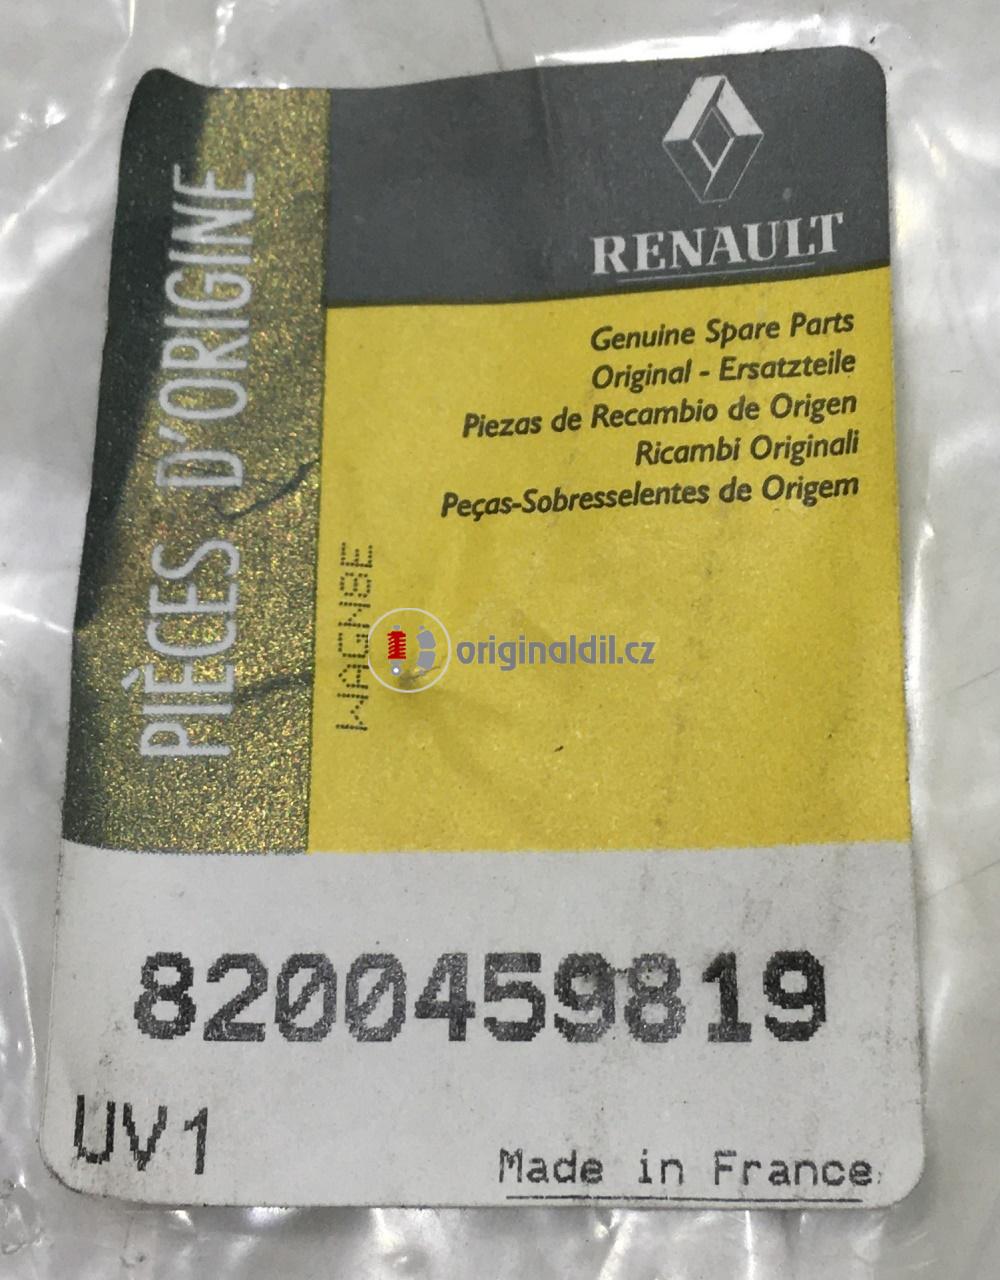 PIÈCES D'ORIGINE
RENAULT
Genuine Spare Parts
Original - Ersatzteile
Piezas de Recambio de Origen
Ricambi Originali
Peças-Sobresselentes de Origem
WAGMBE
originaldil.cz
8200459819
UV1
Made in France